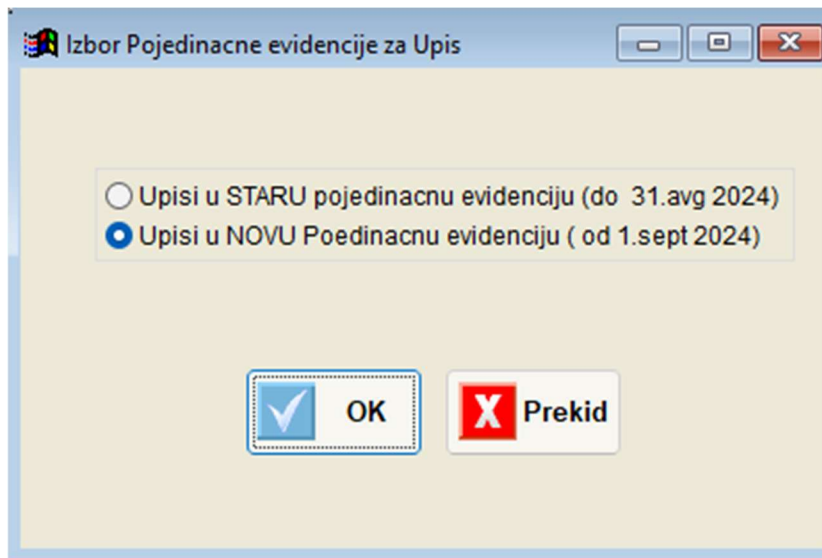 Izbor Pojedinacne evidencije za Upis
Upisi u STARU pojedinacnu evidenciju (do 31.avg 2024)
Upisi u NOVU Poedinacnu evidenciju ( od 1.sept 2024)
OK
X Prekid